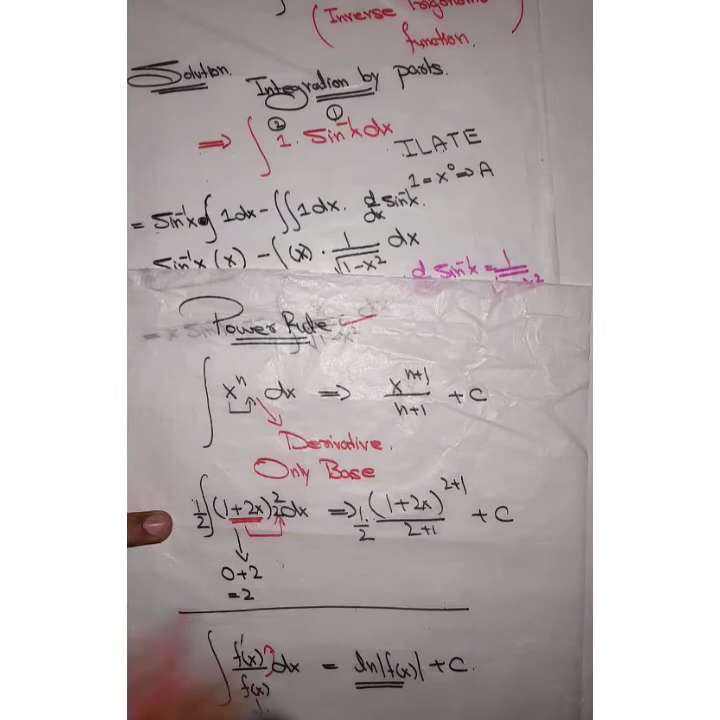 (Inverse Trigonomo
function.)
Solution. Integration by parts.
② ①
⇒ ∫ 1. Sin⁻¹x dx ILATE
1 = x⁰ ⇒ A
= Sin⁻¹x ∫ 1dx - ∫∫ 1dx. d/dx sin⁻¹x.
Sin⁻¹x (x) - ∫(x) · 1/√1-x² dx
d sin⁻¹x = 1
Power Rule
∫ xⁿ dx ⇒ xⁿ⁺¹/n+1 + C
Derivative.
Only Base
1/2 ∫ (1+2x)² 2dx ⇒ 1/2 · (1+2x)²⁺¹/2+1 + C
0+2
=2
∫ f'(x)/f(x) dx = ln|f(x)| + C.